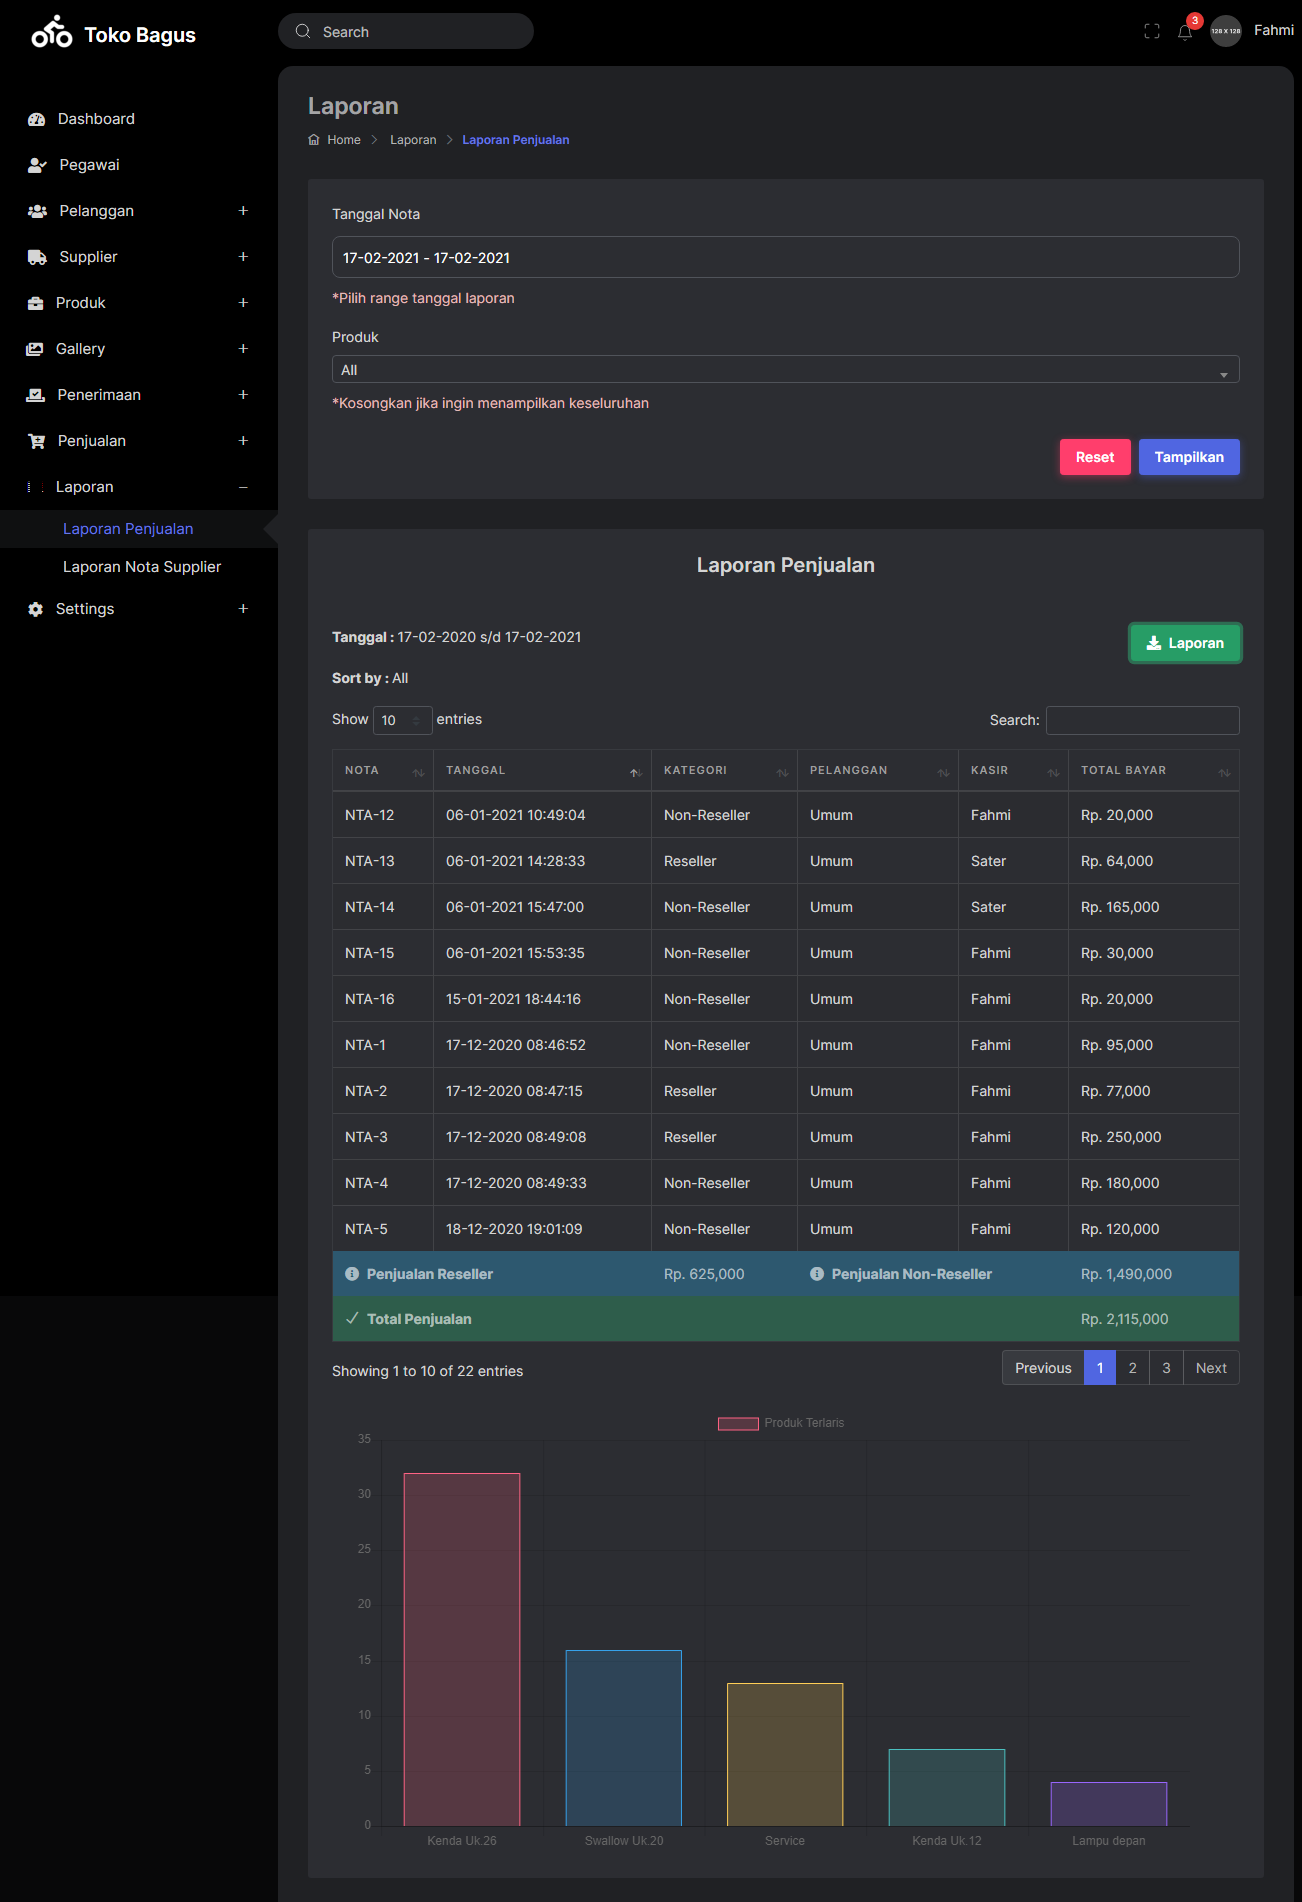 Toko Bagus
Search
3
128 X 128
Fahmi
Dashboard
Pegawai
Pelanggan +
Supplier +
Produk +
Gallery +
Penerimaan +
Penjualan +
Laporan −
Laporan Penjualan
Laporan Nota Supplier
Settings +
Laporan
Home > Laporan > Laporan Penjualan
Tanggal Nota
17-02-2021 - 17-02-2021
*Pilih range tanggal laporan
Produk
All
*Kosongkan jika ingin menampilkan keseluruhan
Reset Tampilkan
Laporan Penjualan
Tanggal : 17-02-2020 s/d 17-02-2021
Laporan
Sort by : All
Show 10 entries
Search:
NOTA TANGGAL KATEGORI PELANGGAN KASIR TOTAL BAYAR
NTA-12 06-01-2021 10:49:04 Non-Reseller Umum Fahmi Rp. 20,000
NTA-13 06-01-2021 14:28:33 Reseller Umum Sater Rp. 64,000
NTA-14 06-01-2021 15:47:00 Non-Reseller Umum Sater Rp. 165,000
NTA-15 06-01-2021 15:53:35 Non-Reseller Umum Fahmi Rp. 30,000
NTA-16 15-01-2021 18:44:16 Non-Reseller Umum Fahmi Rp. 20,000
NTA-1 17-12-2020 08:46:52 Non-Reseller Umum Fahmi Rp. 95,000
NTA-2 17-12-2020 08:47:15 Reseller Umum Fahmi Rp. 77,000
NTA-3 17-12-2020 08:49:08 Reseller Umum Fahmi Rp. 250,000
NTA-4 17-12-2020 08:49:33 Non-Reseller Umum Fahmi Rp. 180,000
NTA-5 18-12-2020 19:01:09 Non-Reseller Umum Fahmi Rp. 120,000
Penjualan Reseller Rp. 625,000 Penjualan Non-Reseller Rp. 1,490,000
Total Penjualan Rp. 2,115,000
Showing 1 to 10 of 22 entries
Previous 1 2 3 Next
Produk Terlaris
35
30
25
20
15
10
5
0
Kenda Uk.26 Swallow Uk.20 Service Kenda Uk.12 Lampu depan